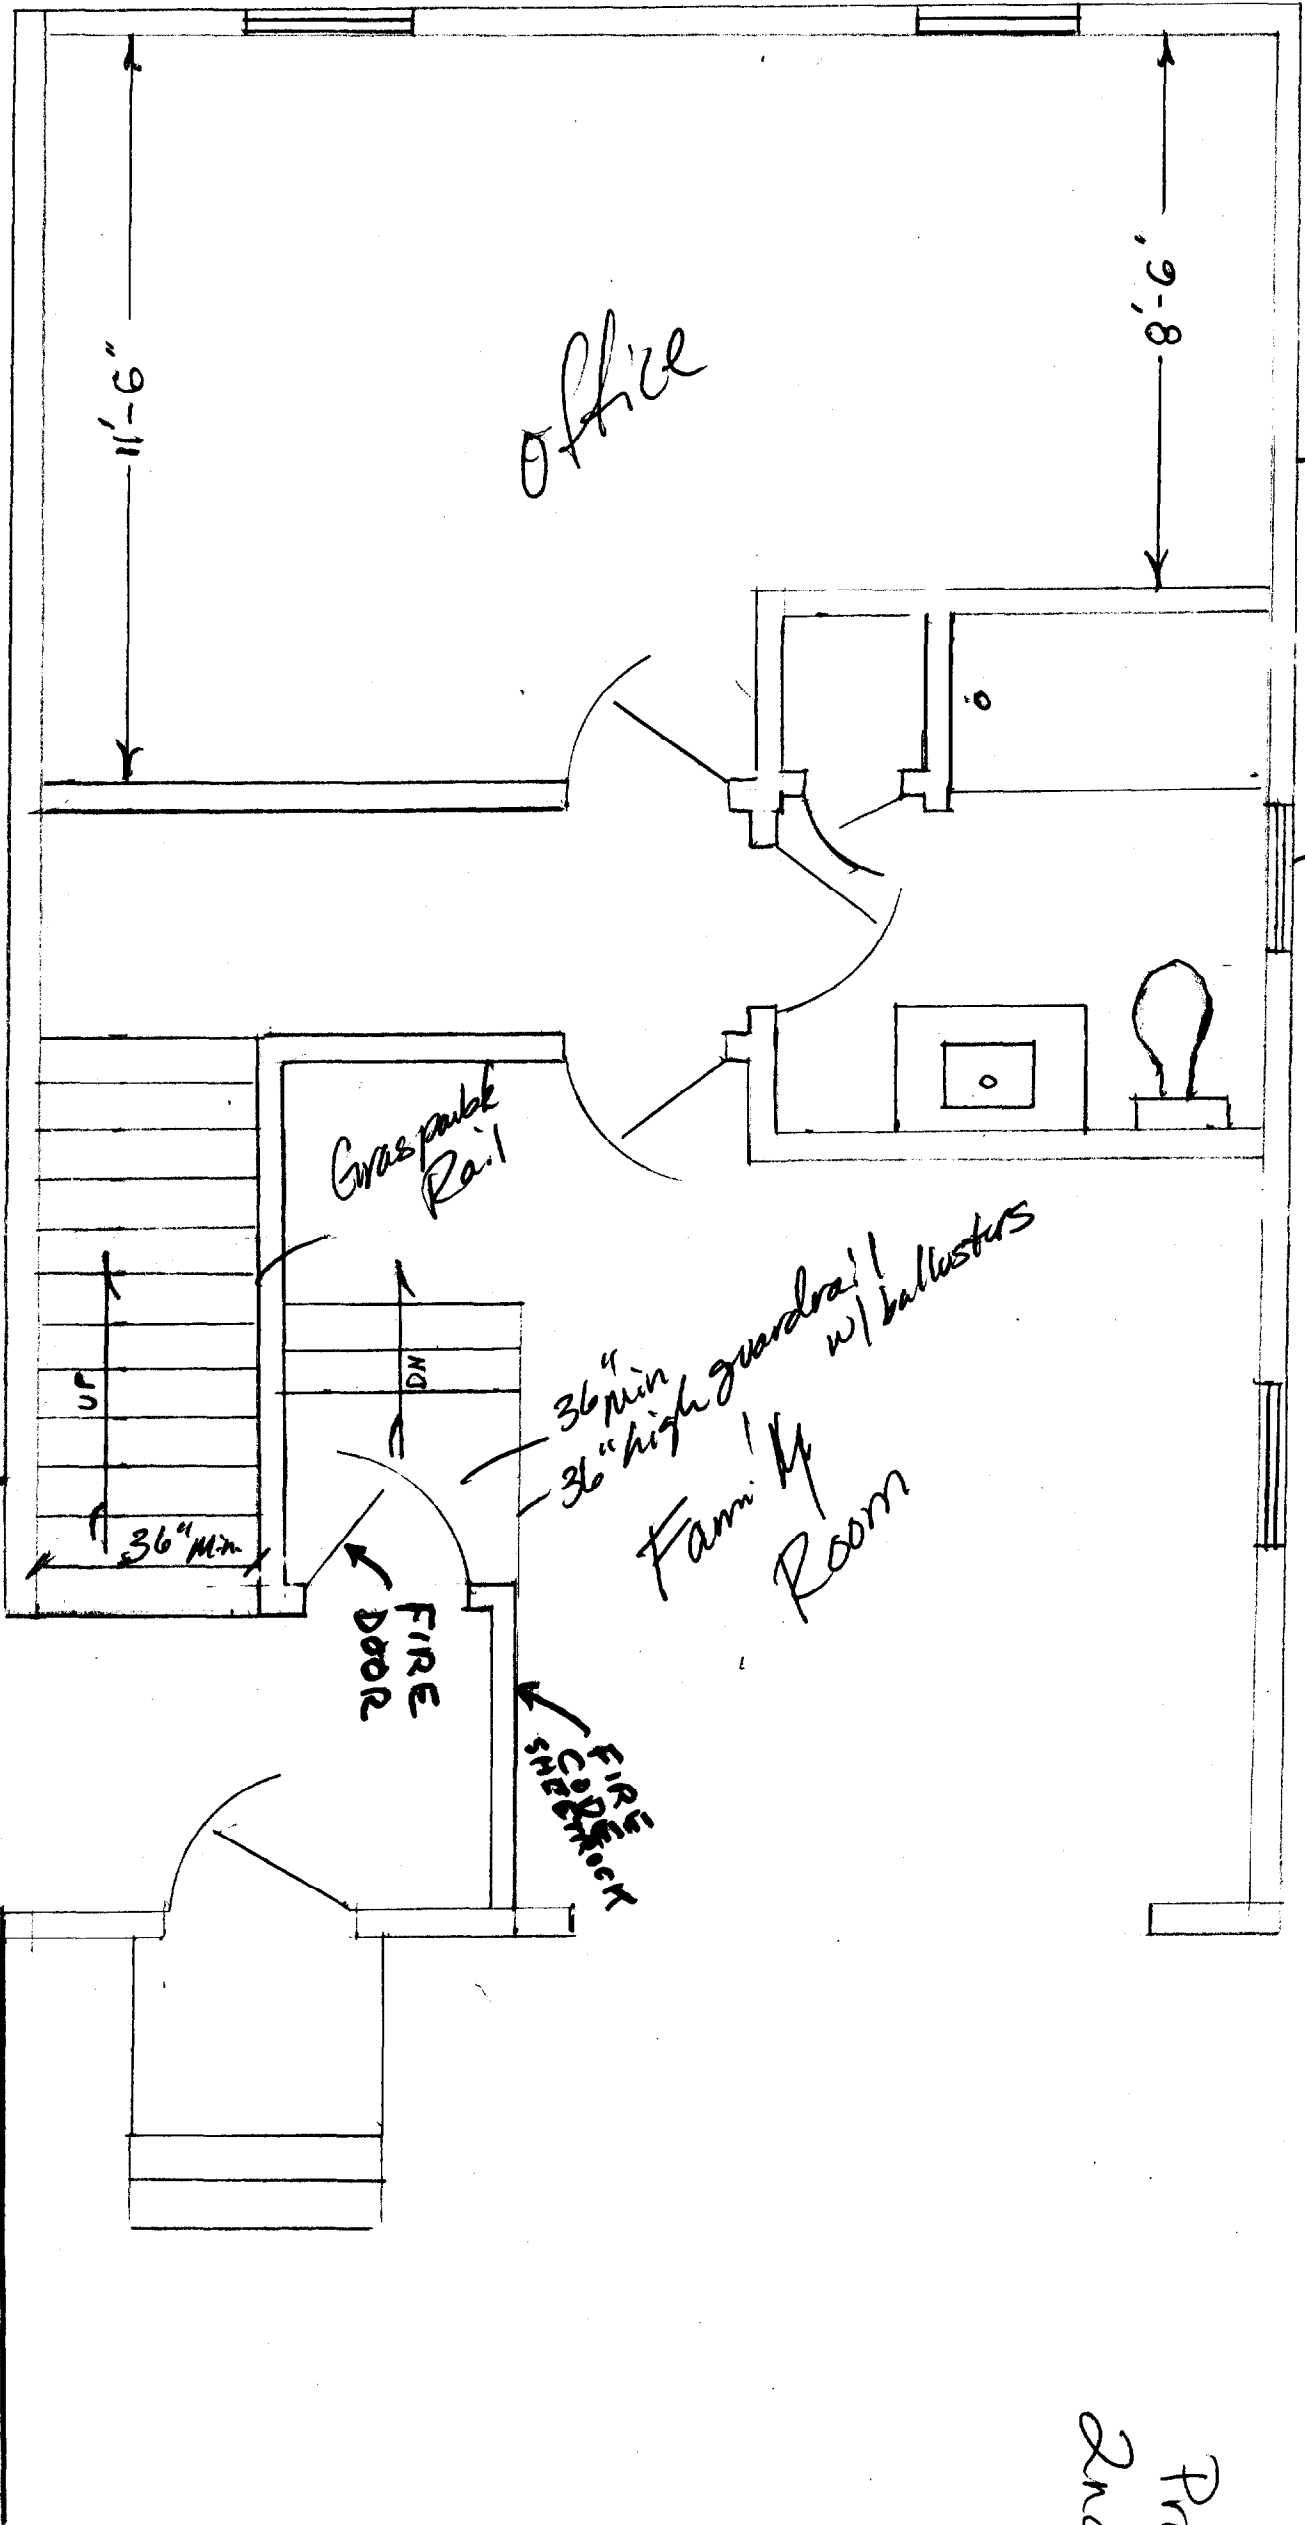 11'-6"
8'-6"
Office
Graspable
Rail
36" min
36" high guardrail
w/ ballusters
Family
Room
UP
DN
36" Min
FIRE
DOOR
FIRE
CORE
SHEETROCK